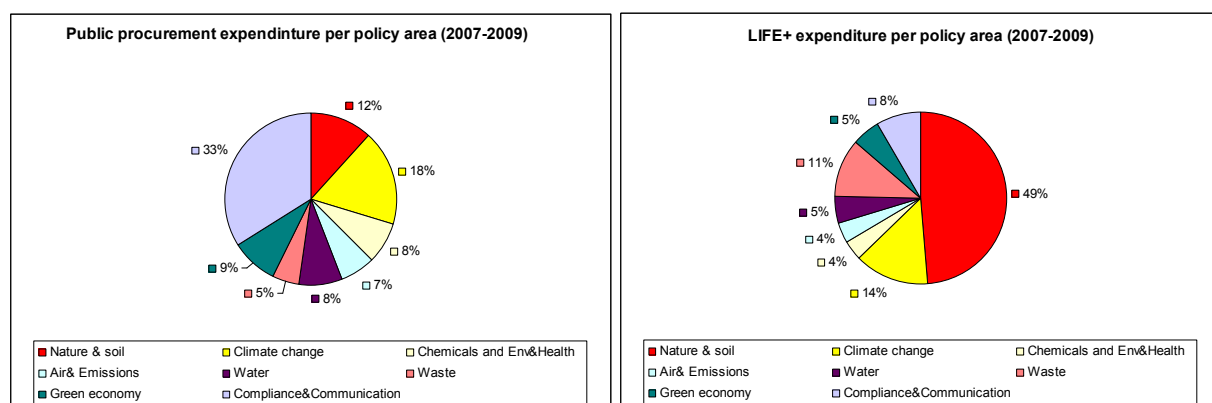 Public procurement expendinture per policy area (2007-2009)
12%
18%
8%
7%
8%
5%
9%
33%
Nature & soil
Climate change
Chemicals and Env&Health
Air& Emissions
Water
Waste
Green economy
Compliance&Communication
LIFE+ expenditure per policy area (2007-2009)
49%
14%
4%
4%
5%
11%
5%
8%
Nature & soil
Climate change
Chemicals and Env&Health
Air& Emissions
Water
Waste
Green economy
Compliance&Communication